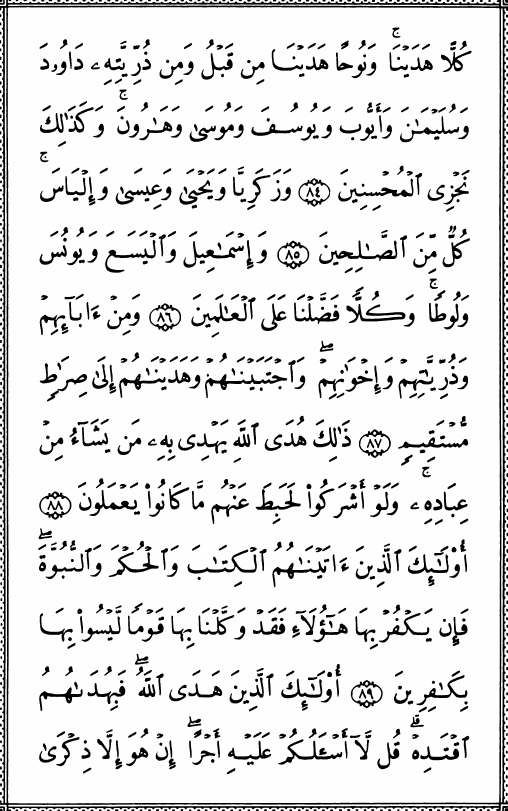 كُلًّا هَدَيْنَاۚ وَنُوحًا هَدَيْنَا مِن قَبْلُ وَمِن ذُرِّيَّتِهِۦ دَاوُۥدَ
وَسُلَيْمَٰنَ وَأَيُّوبَ وَيُوسُفَ وَمُوسَىٰ وَهَٰرُونَۚ وَكَذَٰلِكَ
نَجْزِى ٱلْمُحْسِنِينَ ٨٤ وَزَكَرِيَّا وَيَحْيَىٰ وَعِيسَىٰ وَإِلْيَاسَۚ
كُلٌّ مِّنَ ٱلصَّٰلِحِينَ ٨٥ وَإِسْمَٰعِيلَ وَٱلْيَسَعَ وَيُونُسَ
وَلُوطًاۚ وَكُلًّا فَضَّلْنَا عَلَى ٱلْعَٰلَمِينَ ٨٦ وَمِنْ ءَابَآئِهِمْ
وَذُرِّيَّٰتِهِمْ وَإِخْوَٰنِهِمْۖ وَٱجْتَبَيْنَٰهُمْ وَهَدَيْنَٰهُمْ إِلَىٰ صِرَٰطٍ
مُّسْتَقِيمٍ ٨٧ ذَٰلِكَ هُدَى ٱللَّهِ يَهْدِى بِهِۦ مَن يَشَآءُ مِنْ
عِبَادِهِۦۚ وَلَوْ أَشْرَكُوا۟ لَحَبِطَ عَنْهُم مَّا كَانُوا۟ يَعْمَلُونَ ٨٨
أُو۟لَٰٓئِكَ ٱلَّذِينَ ءَاتَيْنَٰهُمُ ٱلْكِتَٰبَ وَٱلْحُكْمَ وَٱلنُّبُوَّةَۚ
فَإِن يَكْفُرْ بِهَا هَٰٓؤُلَآءِ فَقَدْ وَكَّلْنَا بِهَا قَوْمًا لَّيْسُوا۟ بِهَا
بِكَٰفِرِينَ ٨٩ أُو۟لَٰٓئِكَ ٱلَّذِينَ هَدَى ٱللَّهُۖ فَبِهُدَىٰهُمُ
ٱقْتَدِهْۗ قُل لَّآ أَسْـَٔلُكُمْ عَلَيْهِ أَجْرًاۖ إِنْ هُوَ إِلَّا ذِكْرَىٰ